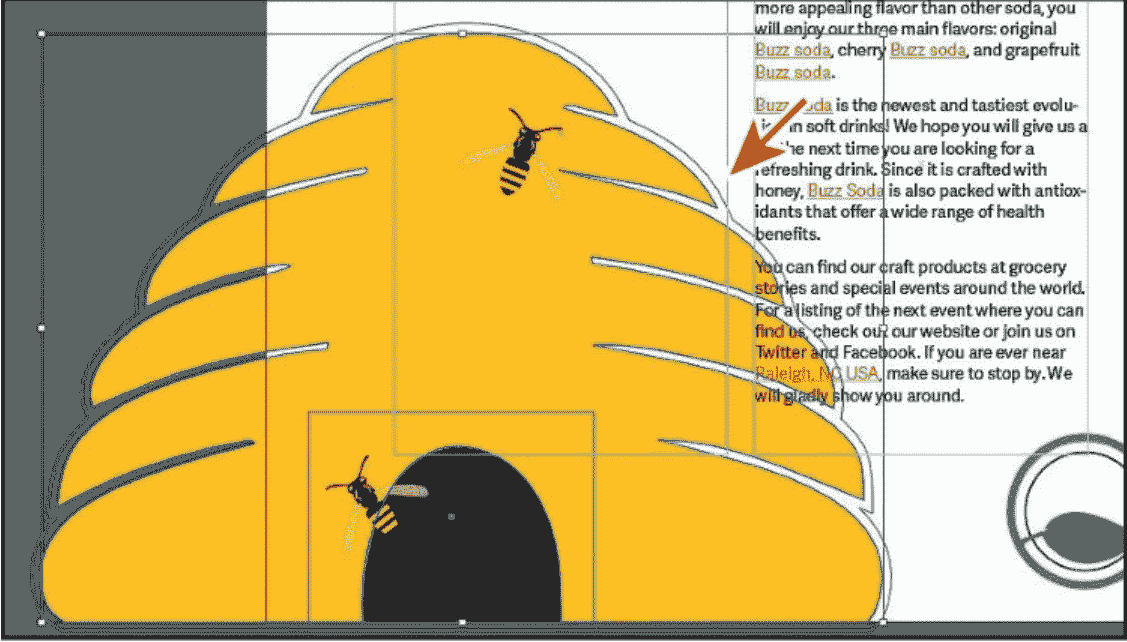 more appealing flavor than other soda, you
will enjoy our three main flavors: original
Buzz soda, cherry Buzz soda, and grapefruit
Buzz soda.
Buzz soda is the newest and tastiest evolu-
in soft drinks! We hope you will give us a
the next time you are looking for a
refreshing drink. Since it is crafted with
honey, Buzz Soda is also packed with antiox-
idants that offer a wide range of health
benefits.
You can find our craft products at grocery
stories and special events around the world.
For a listing of the next event where you can
find us, check out our website or join us on
Twitter and Facebook. If you are ever near
Raleigh, NC USA, make sure to stop by. We
will gladly show you around.